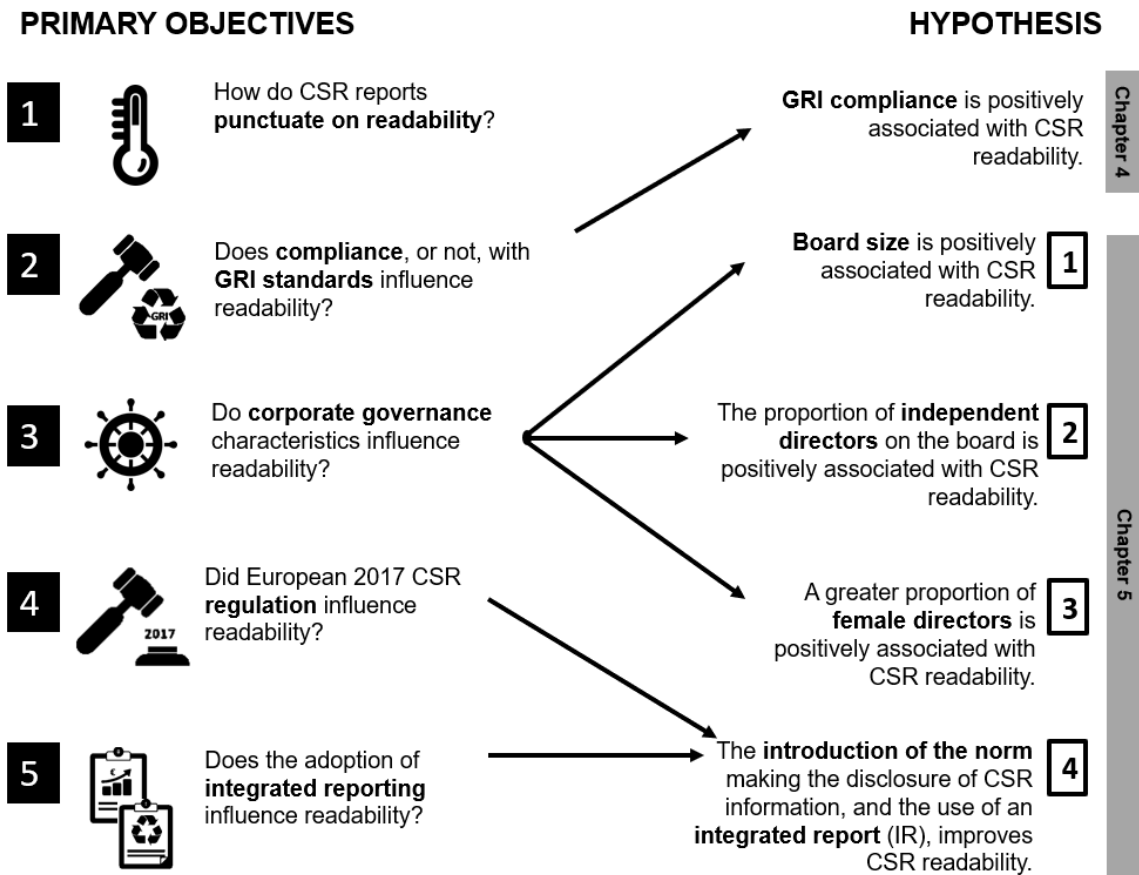 PRIMARY OBJECTIVES
HYPOTHESIS
1
How do CSR reports
punctuate on readability?
GRI compliance is positively
associated with CSR
readability.
Chapter 4
2
GRI
Does compliance, or not, with
GRI standards influence
readability?
Board size is positively
associated with CSR
readability.
1
3
Do corporate governance
characteristics influence
readability?
The proportion of independent
directors on the board is
positively associated with CSR
readability.
2
Chapter 5
4
2017
Did European 2017 CSR
regulation influence
readability?
A greater proportion of
female directors is
positively associated with
CSR readability.
3
5
€
Does the adoption of
integrated reporting
influence readability?
The introduction of the norm
making the disclosure of CSR
information, and the use of an
integrated report (IR), improves
CSR readability.
4